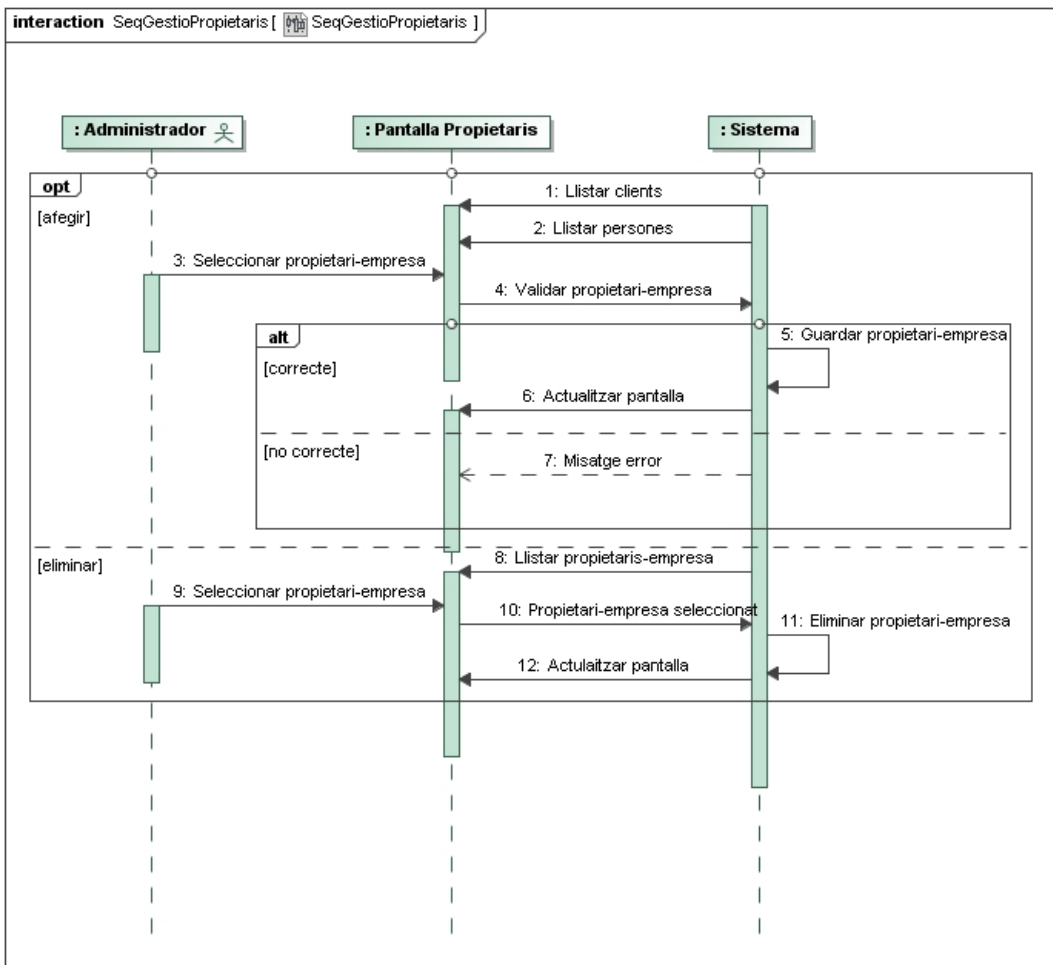 interaction SeqGestioPropietaris [ SeqGestioPropietaris ]
: Administrador
: Pantalla Propietaris
: Sistema
opt
[afegir]
1: Llistar clients
2: Llistar persones
3: Seleccionar propietari-empresa
4: Validar propietari-empresa
alt
[correcte]
5: Guardar propietari-empresa
6: Actualitzar pantalla
[no correcte]
7: Misatge error
[eliminar]
8: Llistar propietaris-empresa
9: Seleccionar propietari-empresa
10: Propietari-empresa seleccionat
11: Eliminar propietari-empresa
12: Actulaitzar pantalla